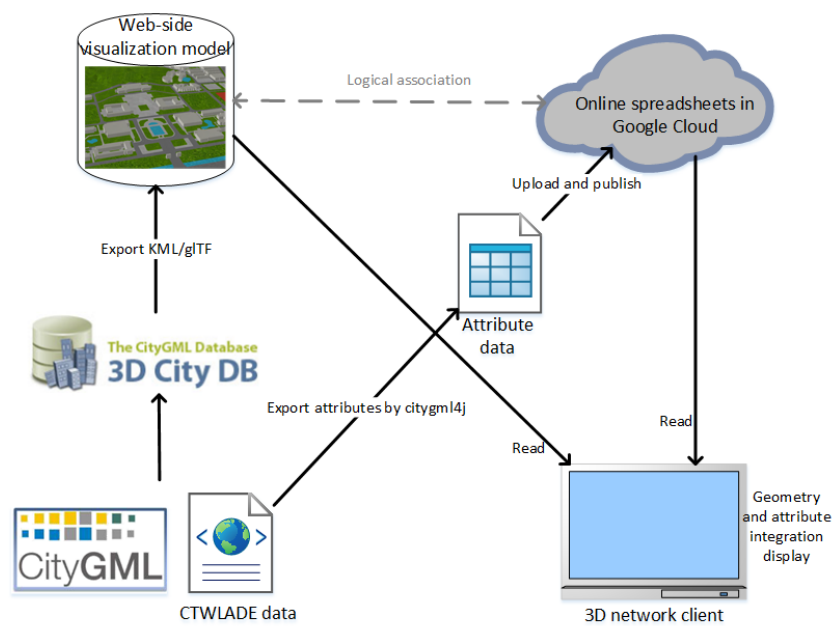 Web-side
visualization model
Logical association
Online spreadsheets in
Google Cloud
Upload and publish
Export KML/glTF
Attribute
data
The CityGML Database
3D City DB
Export attributes by citygml4j
Read
Read
CityGML
CTWLADE data
Geometry
and attribute
integration
display
3D network client